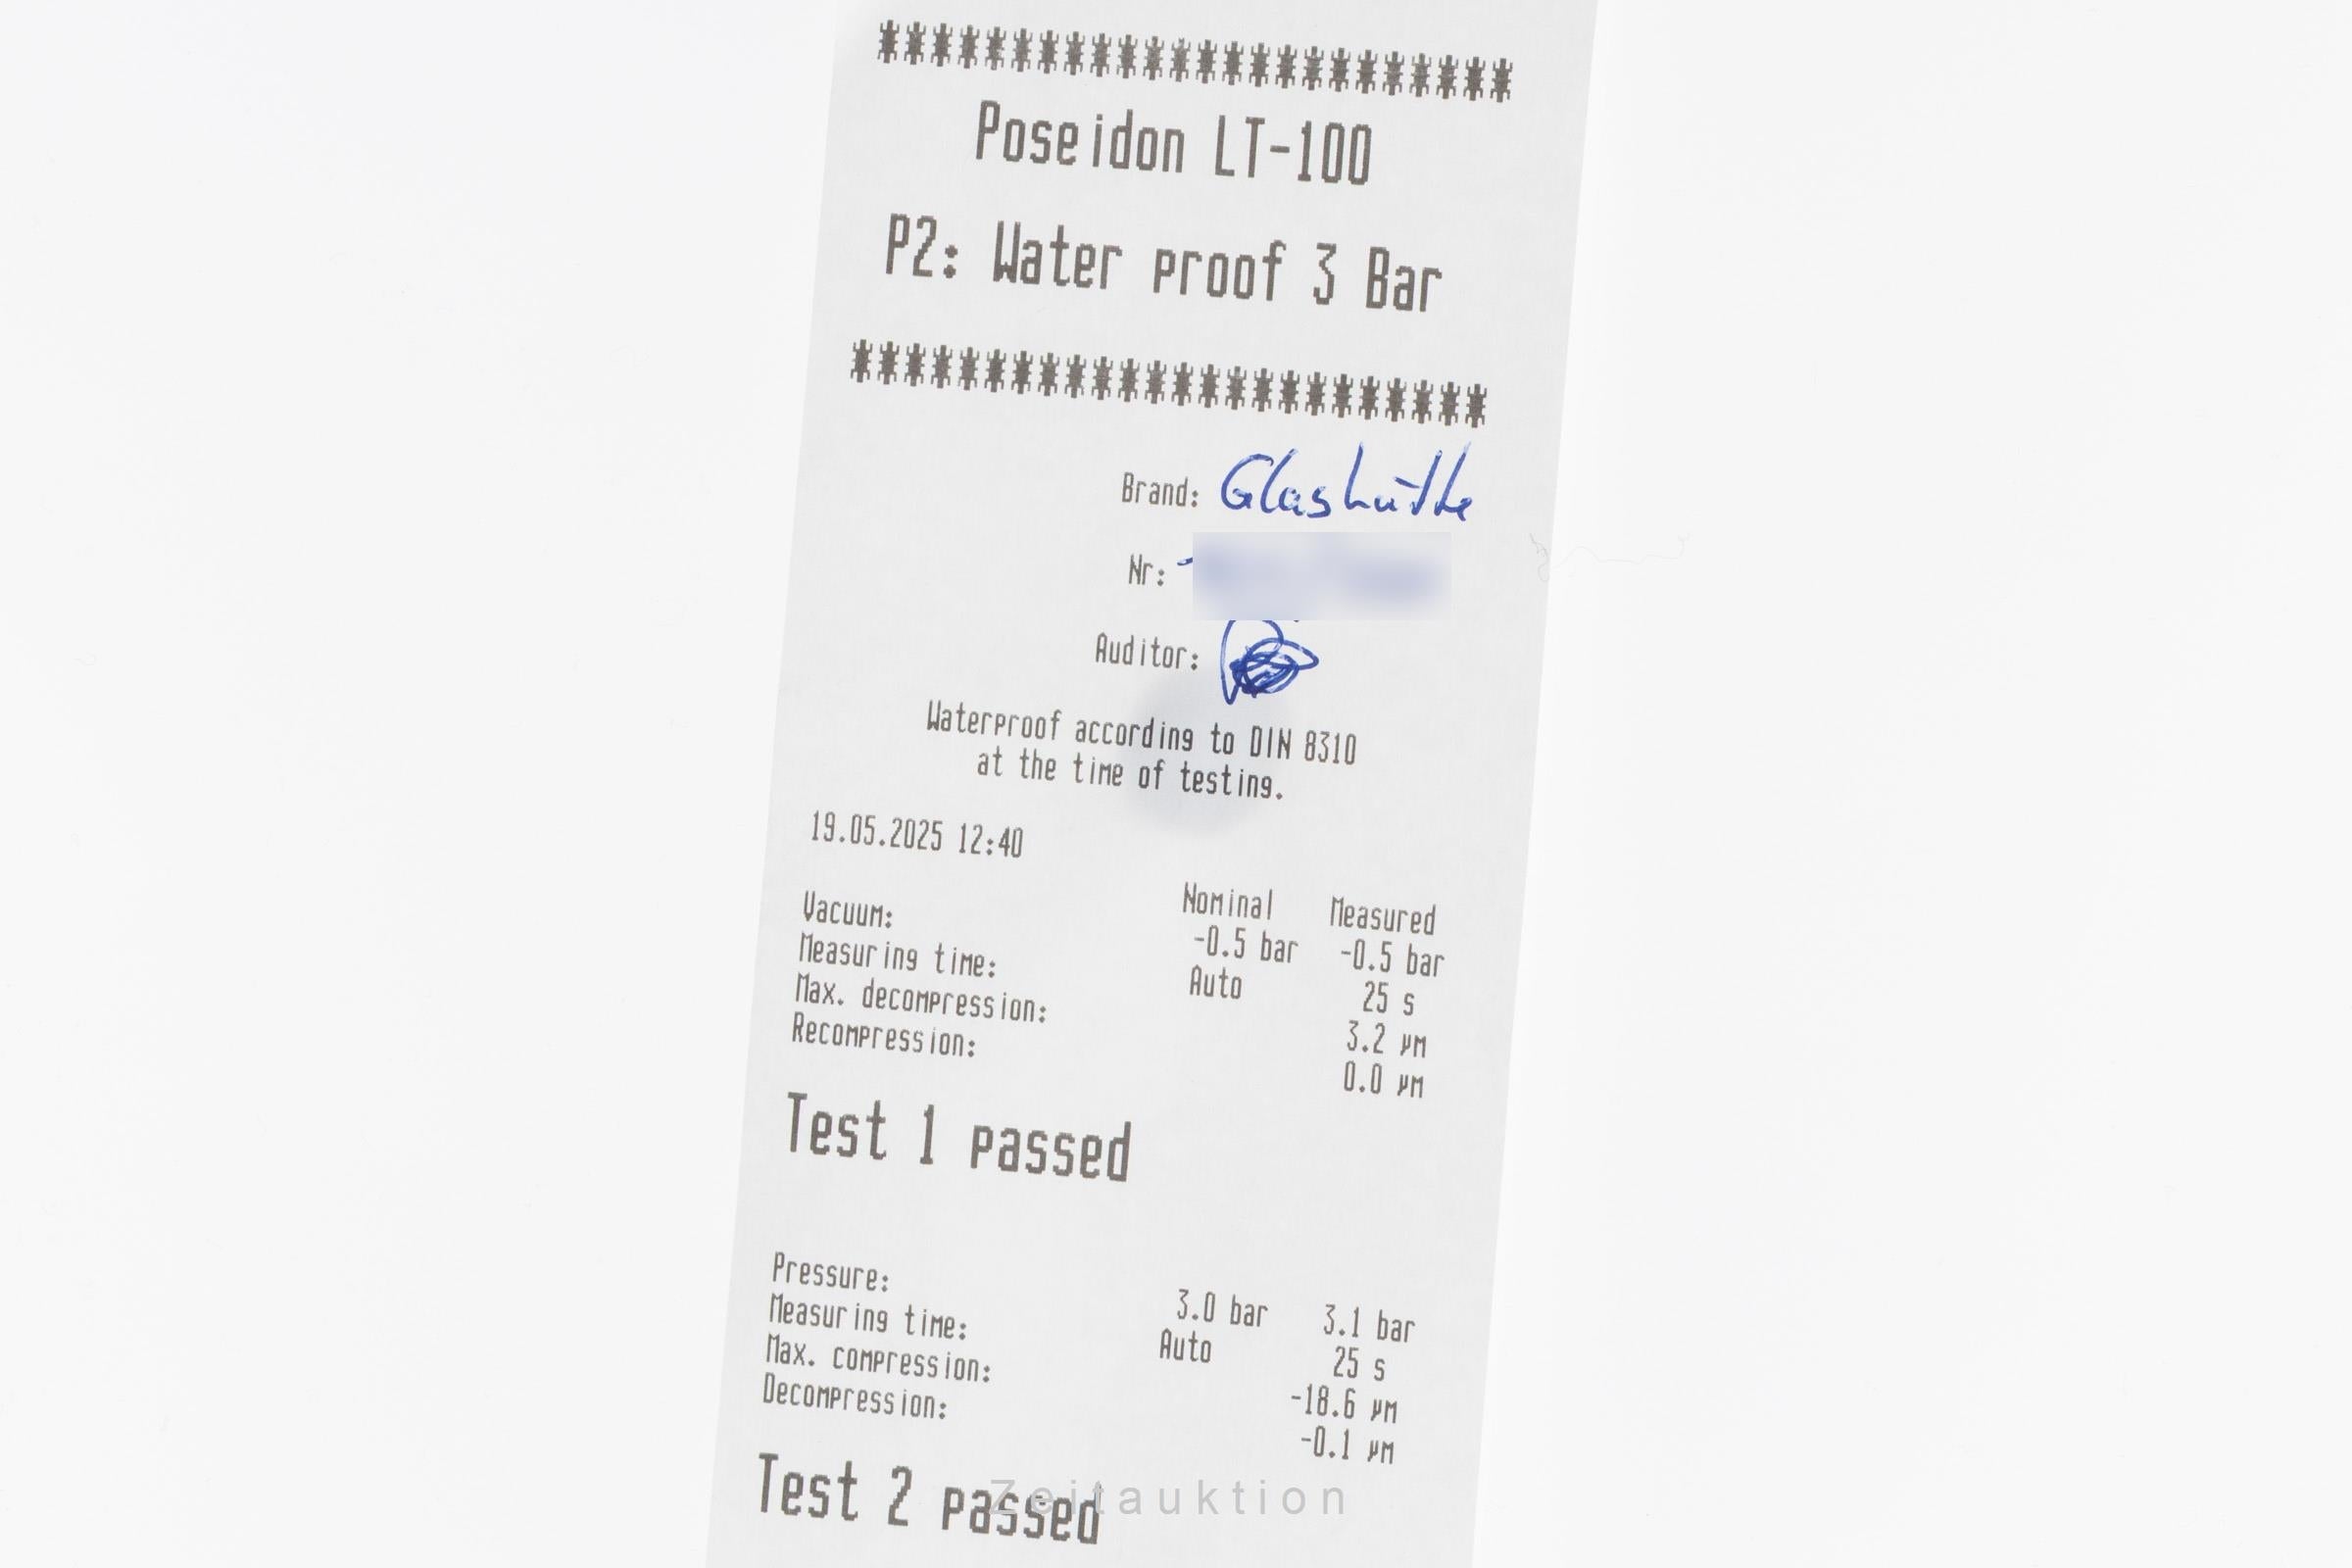 ************************
Poseidon LT-100
P2: Water proof 3 Bar
************************
Brand: Glashütte
Nr:
Auditor:
Waterproof according to DIN 8310
at the time of testing.
19.05.2025 12:40
Nominal Measured
Vacuum: -0.5 bar -0.5 bar
Measuring time: Auto 25 s
Max. decompression: 3.2 µm
Recompression: 0.0 µm
Test 1 passed
Pressure: 3.0 bar 3.1 bar
Measuring time: Auto 25 s
Max. compression: -18.6 µm
Decompression: -0.1 µm
Test 2 passed
Zeitauktion